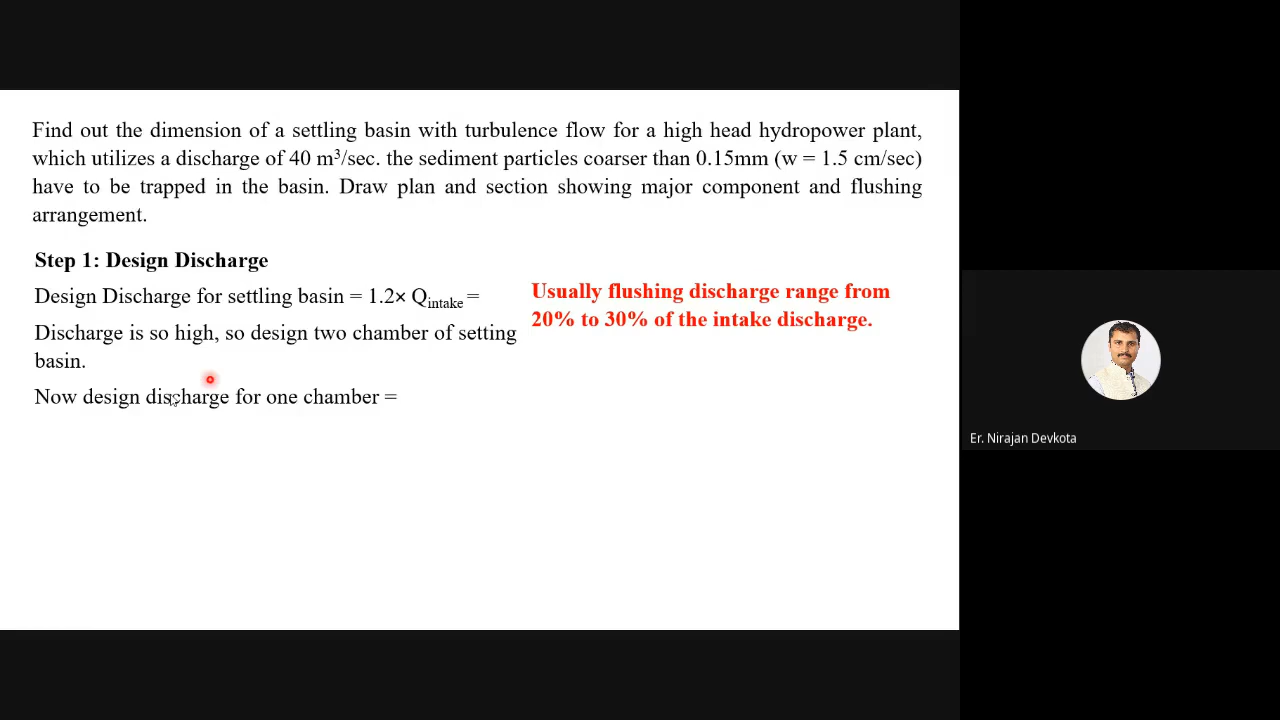 Find out the dimension of a settling basin with turbulence flow for a high head hydropower plant,
which utilizes a discharge of 40 m³/sec. the sediment particles coarser than 0.15mm (w = 1.5 cm/sec)
have to be trapped in the basin. Draw plan and section showing major component and flushing
arrangement.
Step 1: Design Discharge
Design Discharge for settling basin = 1.2× Qintake =
Discharge is so high, so design two chamber of setting
basin.
Now design discharge for one chamber =
Usually flushing discharge range from
20% to 30% of the intake discharge.
Er. Nirajan Devkota